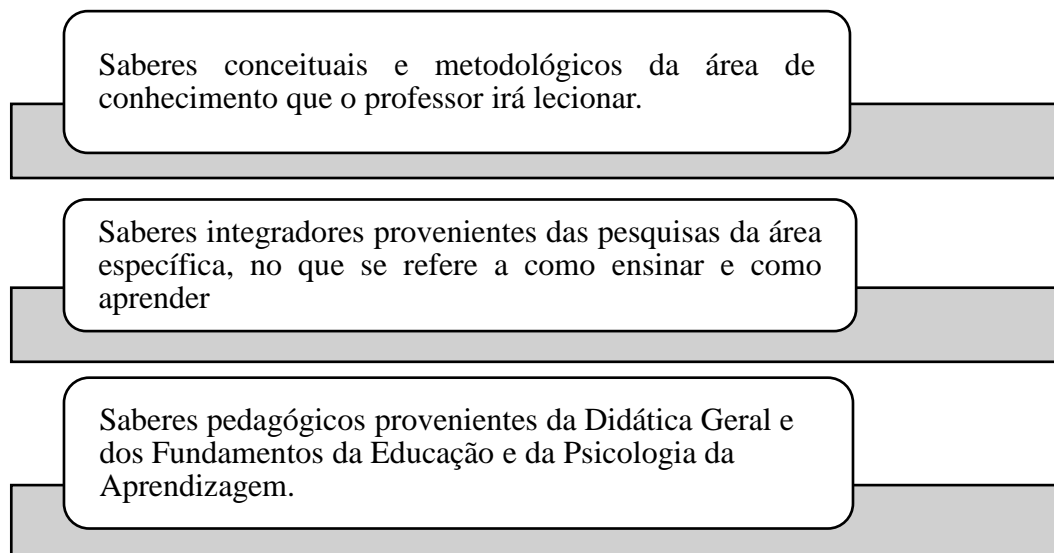 Saberes conceituais e metodológicos da área de
conhecimento que o professor irá lecionar.
Saberes integradores provenientes das pesquisas da área
específica, no que se refere a como ensinar e como
aprender
Saberes pedagógicos provenientes da Didática Geral e
dos Fundamentos da Educação e da Psicologia da
Aprendizagem.